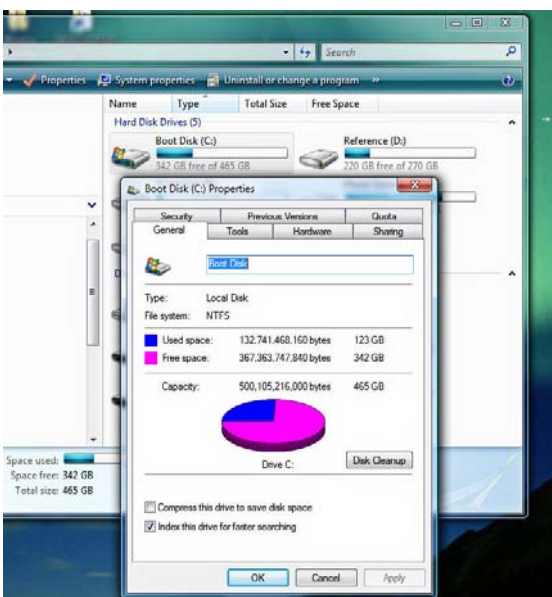 Search
Properties System properties Uninstall or change a program »
Name Type Total Size Free Space
Hard Disk Drives (5)
Boot Disk (C:) Reference (D:)
342 GB free of 465 GB 220 GB free of 270 GB
Boot Disk (C:) Properties
Security Previous Versions Quota
General Tools Hardware Sharing
Boot Disk
Type: Local Disk
File system: NTFS
Used space: 132,741,468,160 bytes 123 GB
Free space: 367,363,747,840 bytes 342 GB
Capacity: 500,105,216,000 bytes 465 GB
Drive C:
Disk Cleanup
Space used:
Space free: 342 GB
Total size: 465 GB
Compress this drive to save disk space
Index this drive for faster searching
OK Cancel Apply